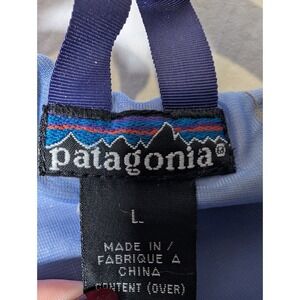 patagonia®
L
MADE IN /
FABRIQUE A
CHINA
CONTENT (OVER)